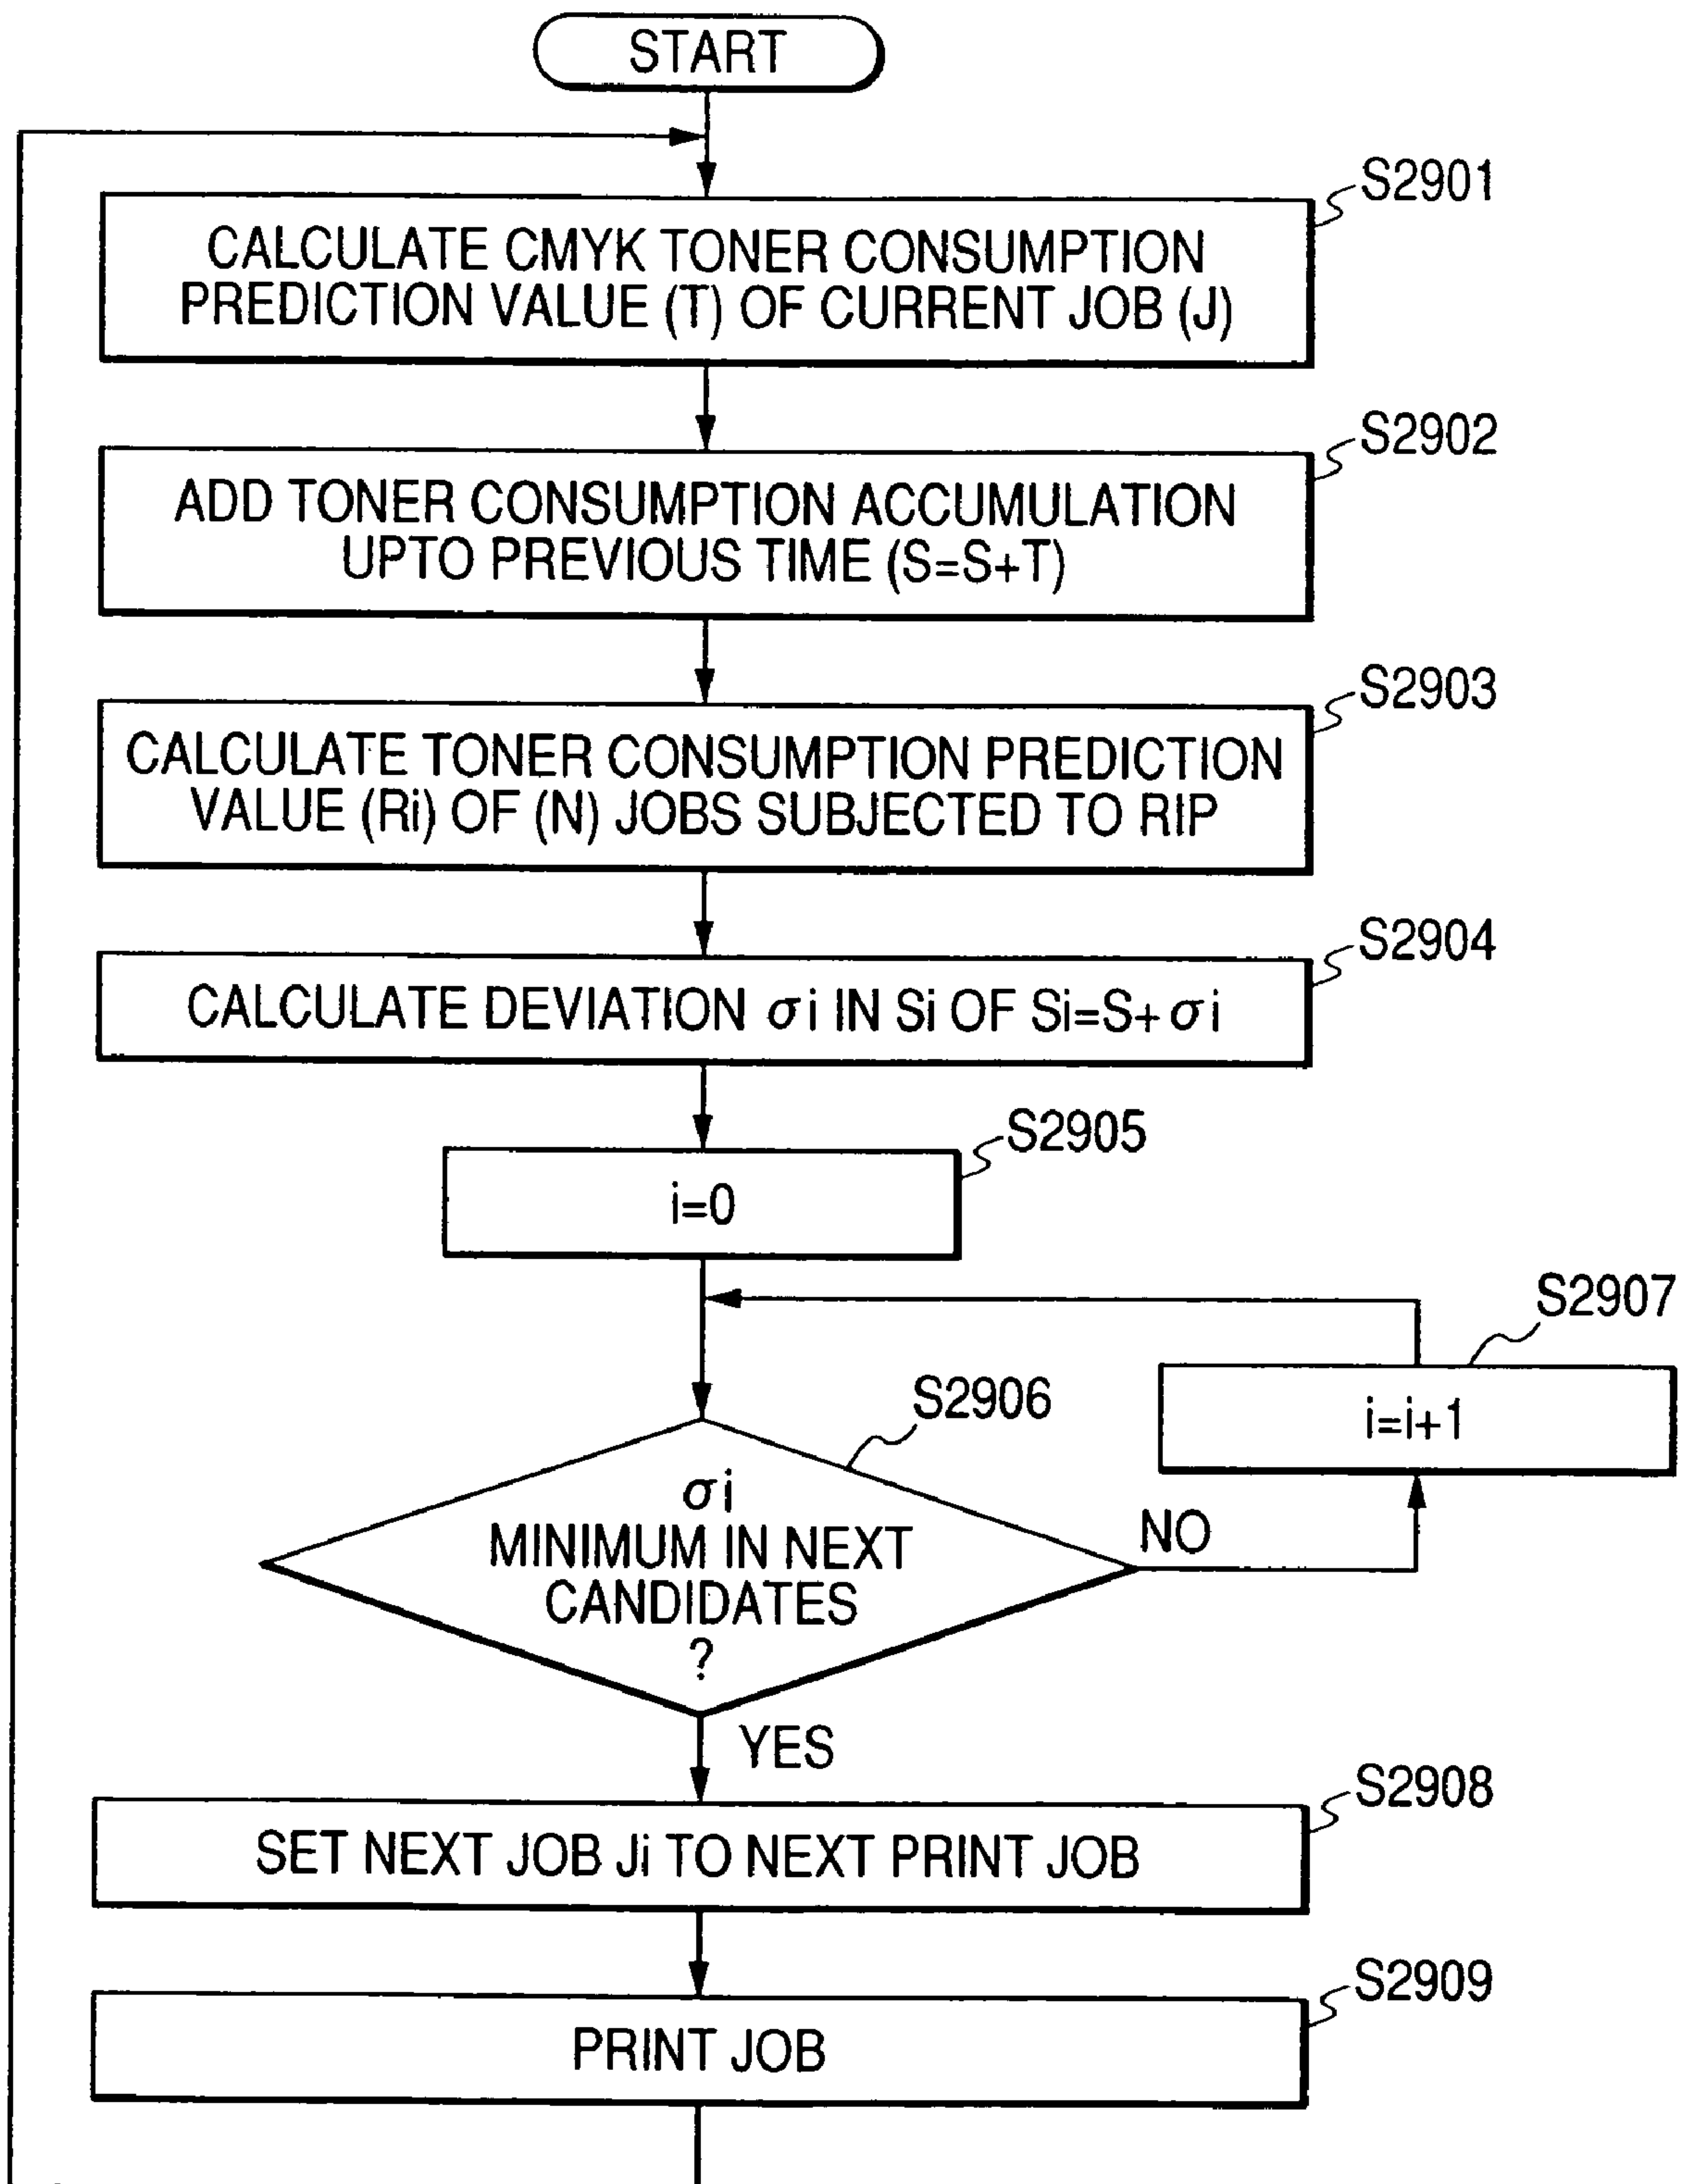 START
S2901
CALCULATE CMYK TONER CONSUMPTION
PREDICTION VALUE (T) OF CURRENT JOB (J)
S2902
ADD TONER CONSUMPTION ACCUMULATION
UPTO PREVIOUS TIME (S=S+T)
S2903
CALCULATE TONER CONSUMPTION PREDICTION
VALUE (Ri) OF (N) JOBS SUBJECTED TO RIP
S2904
CALCULATE DEVIATION σi IN Si OF Si=S+σi
S2905
i=0
S2907
i=i+1
S2906
σi
MINIMUM IN NEXT
CANDIDATES
?
NO
YES
S2908
SET NEXT JOB Ji TO NEXT PRINT JOB
S2909
PRINT JOB